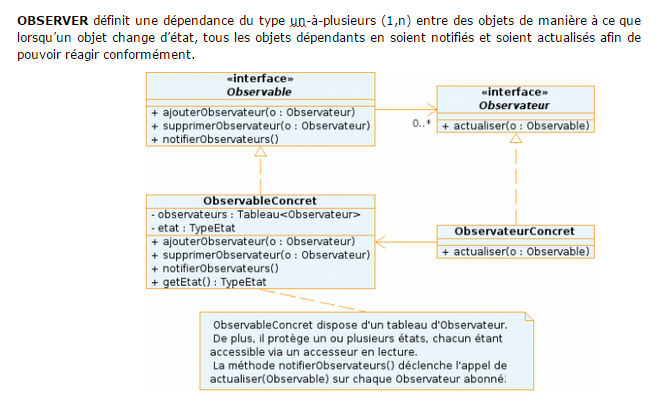 OBSERVER définit une dépendance du type un-à-plusieurs (1,n) entre des objets de manière à ce que
lorsqu'un objet change d'état, tous les objets dépendants en soient notifiés et soient actualisés afin de
pouvoir réagir conformément.
«interface»
Observable
+ ajouterObservateur(o : Observateur)
+ supprimerObservateur(o : Observateur)
+ notifierObservateurs()
0..*
«interface»
Observateur
+ actualiser(o : Observable)
ObservableConcret
- observateurs : Tableau<Observateur>
- etat : TypeEtat
+ ajouterObservateur(o : Observateur)
+ supprimerObservateur(o : Observateur)
+ notifierObservateurs()
+ getEtat() : TypeEtat
ObservateurConcret
+ actualiser(o : Observable)
ObservableConcret dispose d'un tableau d'Observateur.
De plus, il protège un ou plusieurs états, chacun étant
accessible via un accesseur en lecture.
La méthode notifierObservateurs() déclenche l'appel de
actualiser(Observable) sur chaque Observateur abonné.